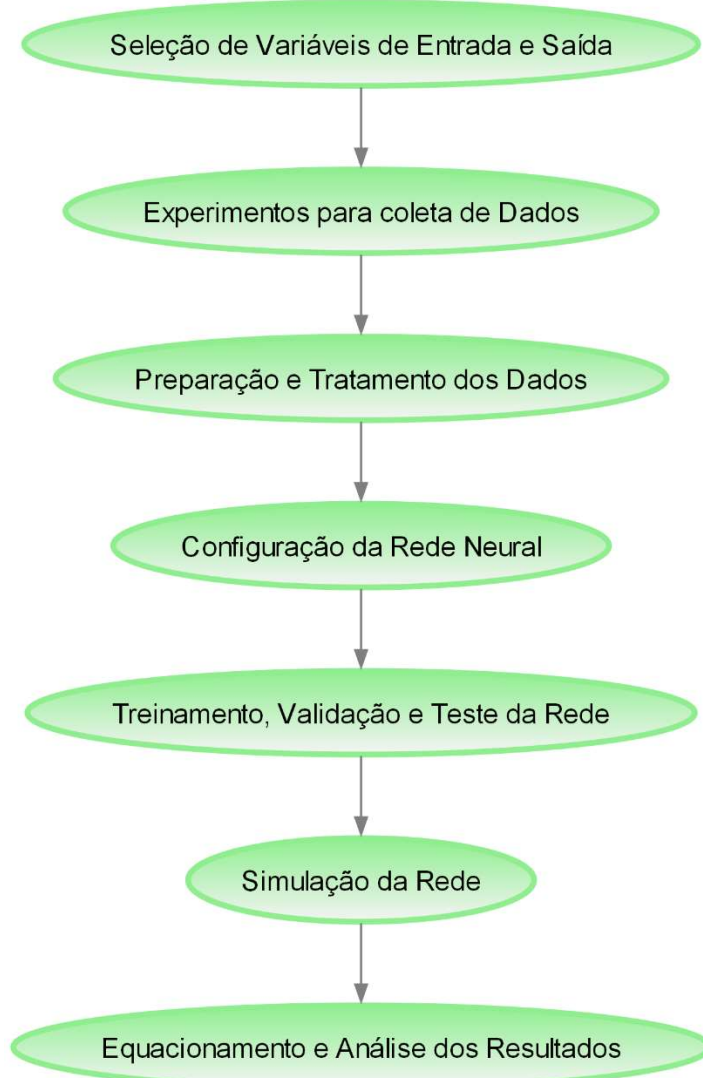 Seleção de Variáveis de Entrada e Saída
Experimentos para coleta de Dados
Preparação e Tratamento dos Dados
Configuração da Rede Neural
Treinamento, Validação e Teste da Rede
Simulação da Rede
Equacionamento e Análise dos Resultados